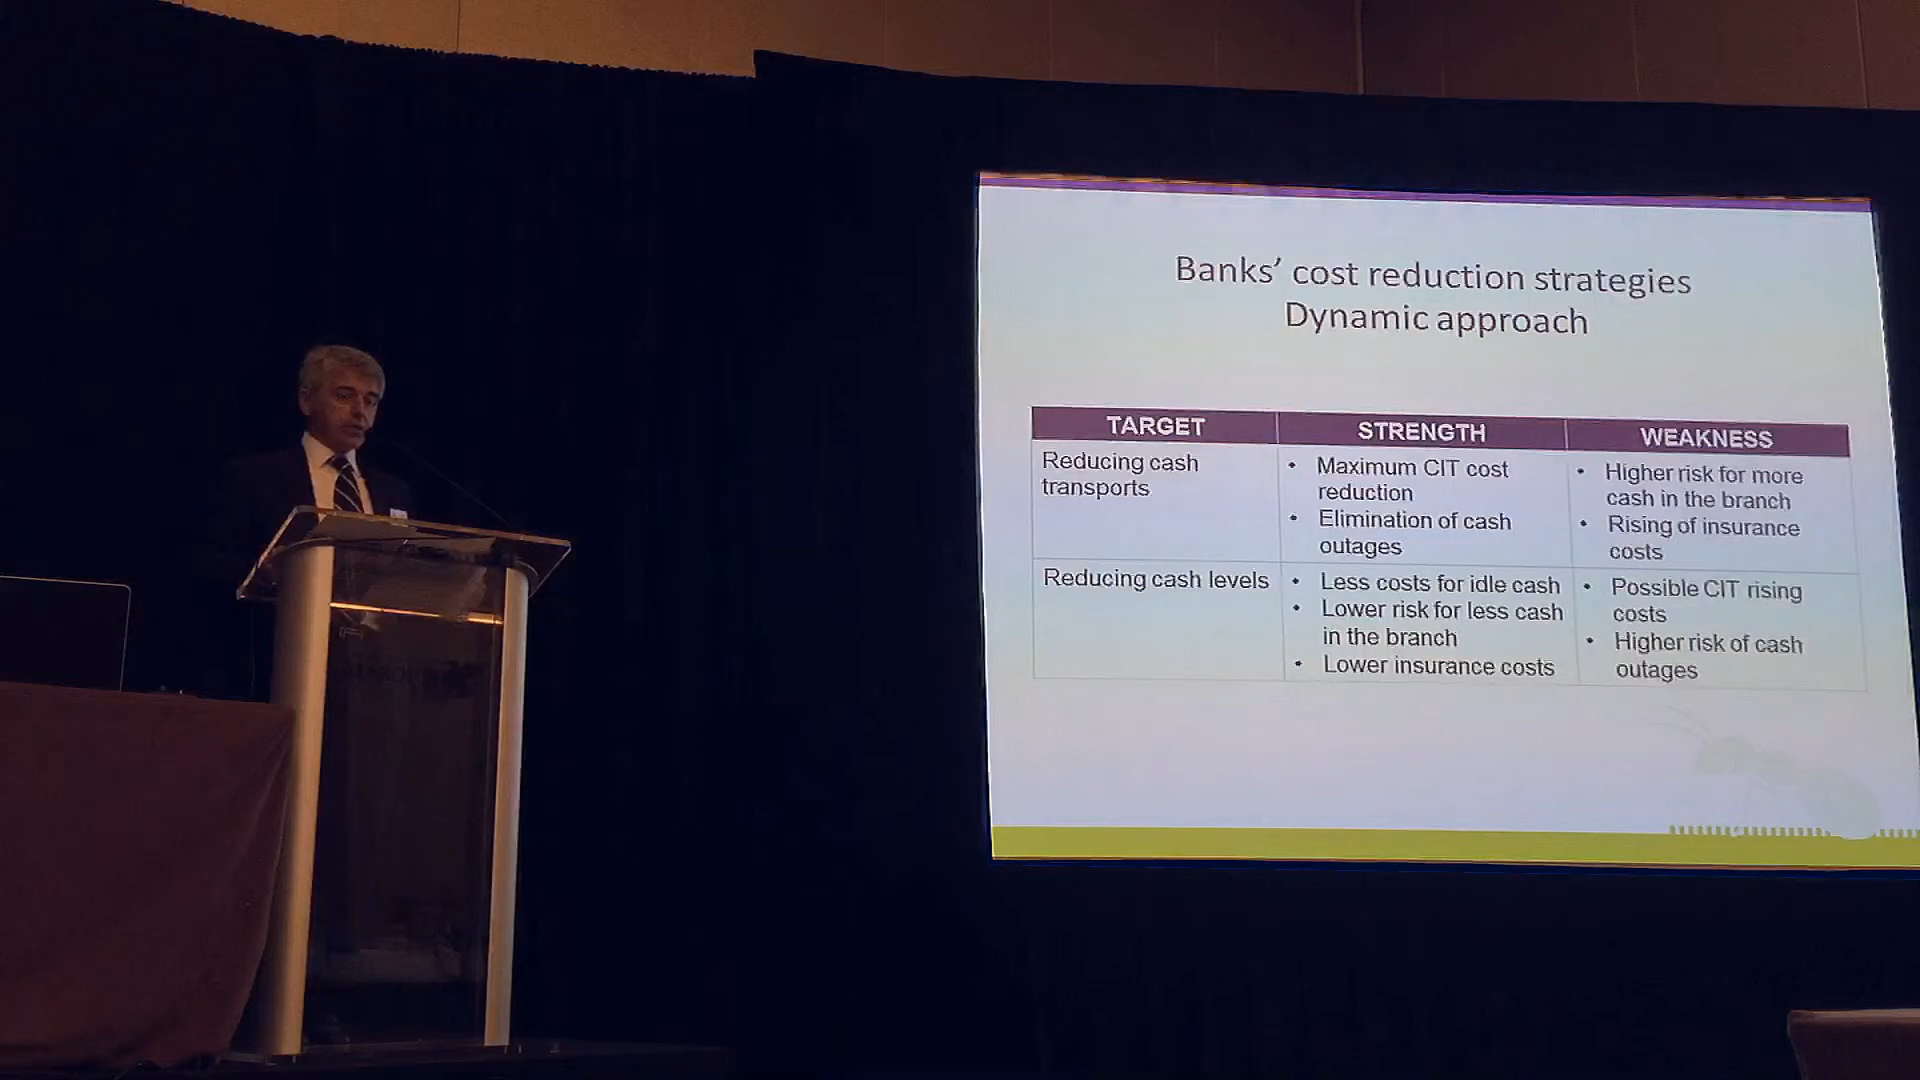 Banks’ cost reduction strategies
Dynamic approach
TARGET
STRENGTH
WEAKNESS
Reducing cash
transports
• Maximum CIT cost
reduction
• Elimination of cash
outages
• Higher risk for more
cash in the branch
• Rising of insurance
costs
Reducing cash levels
• Less costs for idle cash
• Lower risk for less cash
in the branch
• Lower insurance costs
• Possible CIT rising
costs
• Higher risk of cash
outages